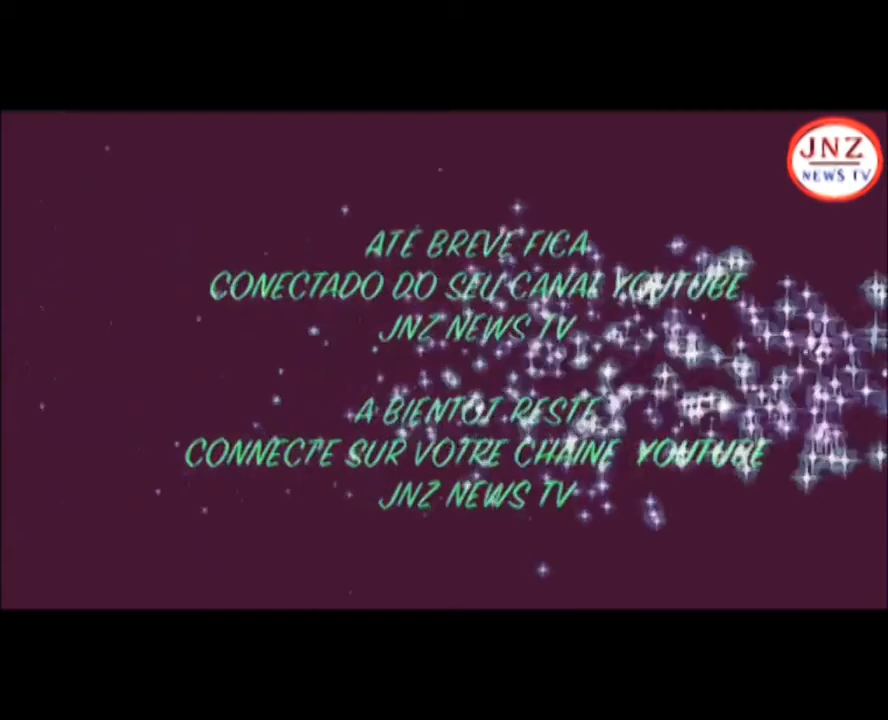 JNZ
NEWS TV
ATÉ BREVE FICA
CONECTADO DO SEU CANAL YOUTUBE
JNZ NEWS TV
A BIENTOT RESTE
CONNECTE SUR VOTRE CHAINE YOUTUBE
JNZ NEWS TV